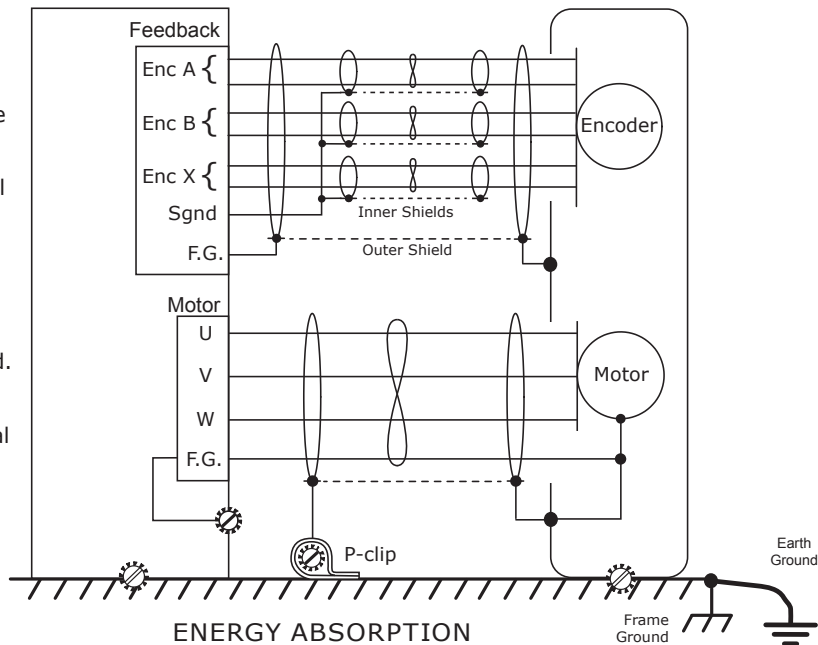 Feedback
Enc A {
Enc B {
Enc X {
Sgnd
F.G.
Encoder
Inner Shields
Outer Shield
Motor
U
V
W
F.G.
Motor
P-clip
Earth
Ground
Frame
Ground
ENERGY ABSORPTION